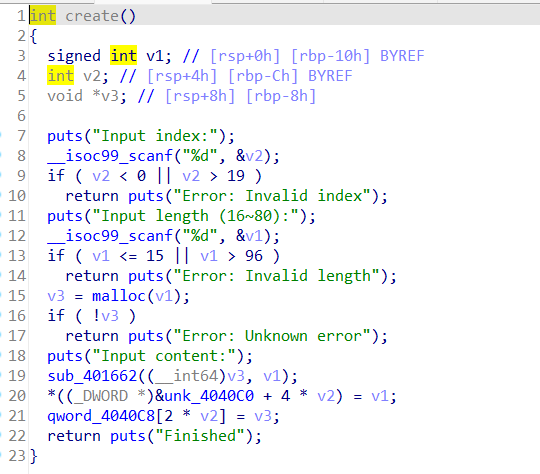 1 int create()
2 {
3 signed int v1; // [rsp+0h] [rbp-10h] BYREF
4 int v2; // [rsp+4h] [rbp-Ch] BYREF
5 void *v3; // [rsp+8h] [rbp-8h]
6
7 puts("Input index:");
8 __isoc99_scanf("%d", &v2);
9 if ( v2 < 0 || v2 > 19 )
10 return puts("Error: Invalid index");
11 puts("Input length (16~80):");
12 __isoc99_scanf("%d", &v1);
13 if ( v1 <= 15 || v1 > 96 )
14 return puts("Error: Invalid length");
15 v3 = malloc(v1);
16 if ( !v3 )
17 return puts("Error: Unknown error");
18 puts("Input content:");
19 sub_401662((__int64)v3, v1);
20 *((_DWORD *)&unk_4040C0 + 4 * v2) = v1;
21 qword_4040C8[2 * v2] = v3;
22 return puts("Finished");
23 }